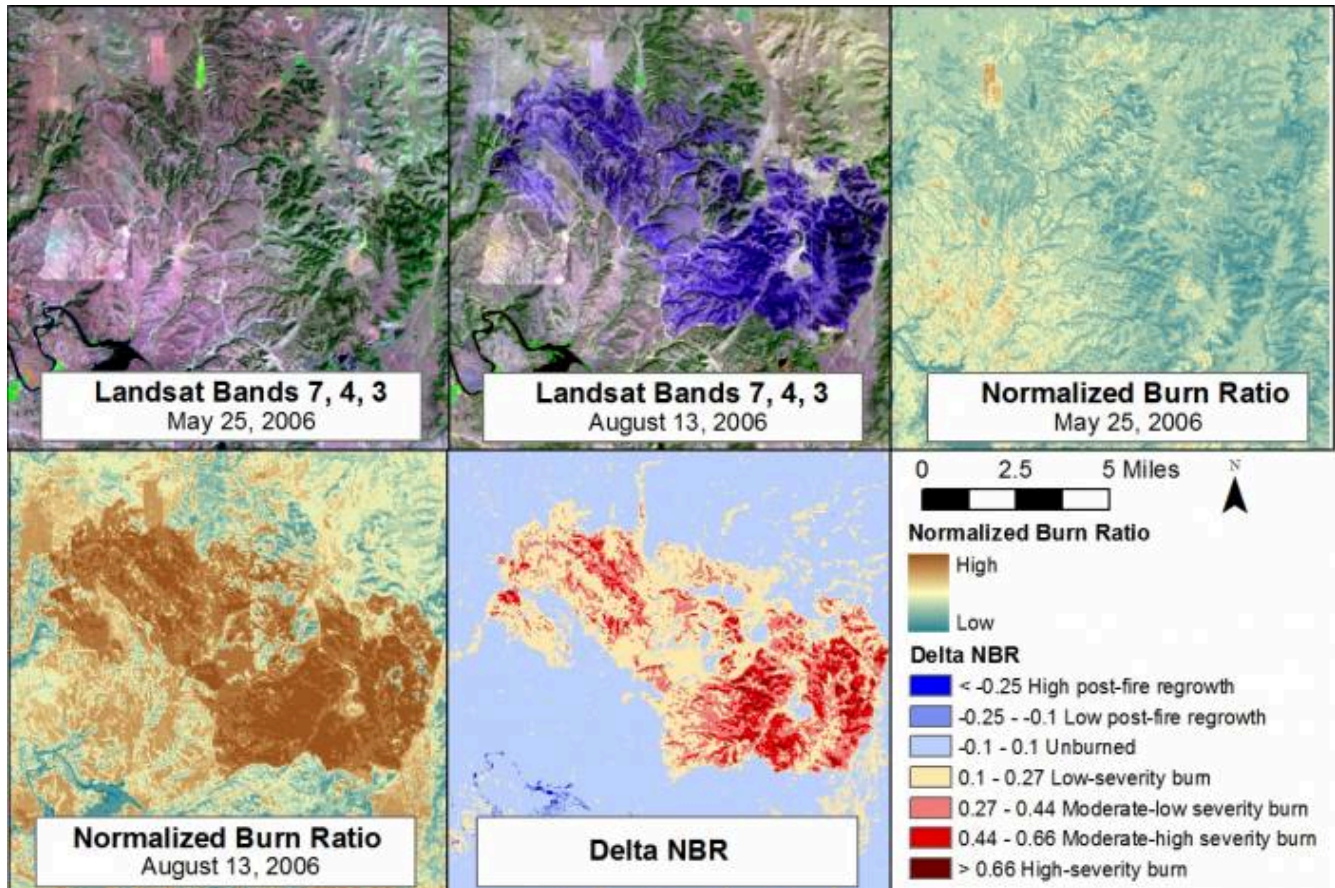 Landsat Bands 7, 4, 3
May 25, 2006
Landsat Bands 7, 4, 3
August 13, 2006
Normalized Burn Ratio
May 25, 2006
Normalized Burn Ratio
August 13, 2006
Delta NBR
0 2.5 5 Miles
N
Normalized Burn Ratio
High
Low
Delta NBR
< -0.25 High post-fire regrowth
-0.25 - -0.1 Low post-fire regrowth
-0.1 - 0.1 Unburned
0.1 - 0.27 Low-severity burn
0.27 - 0.44 Moderate-low severity burn
0.44 - 0.66 Moderate-high severity burn
> 0.66 High-severity burn